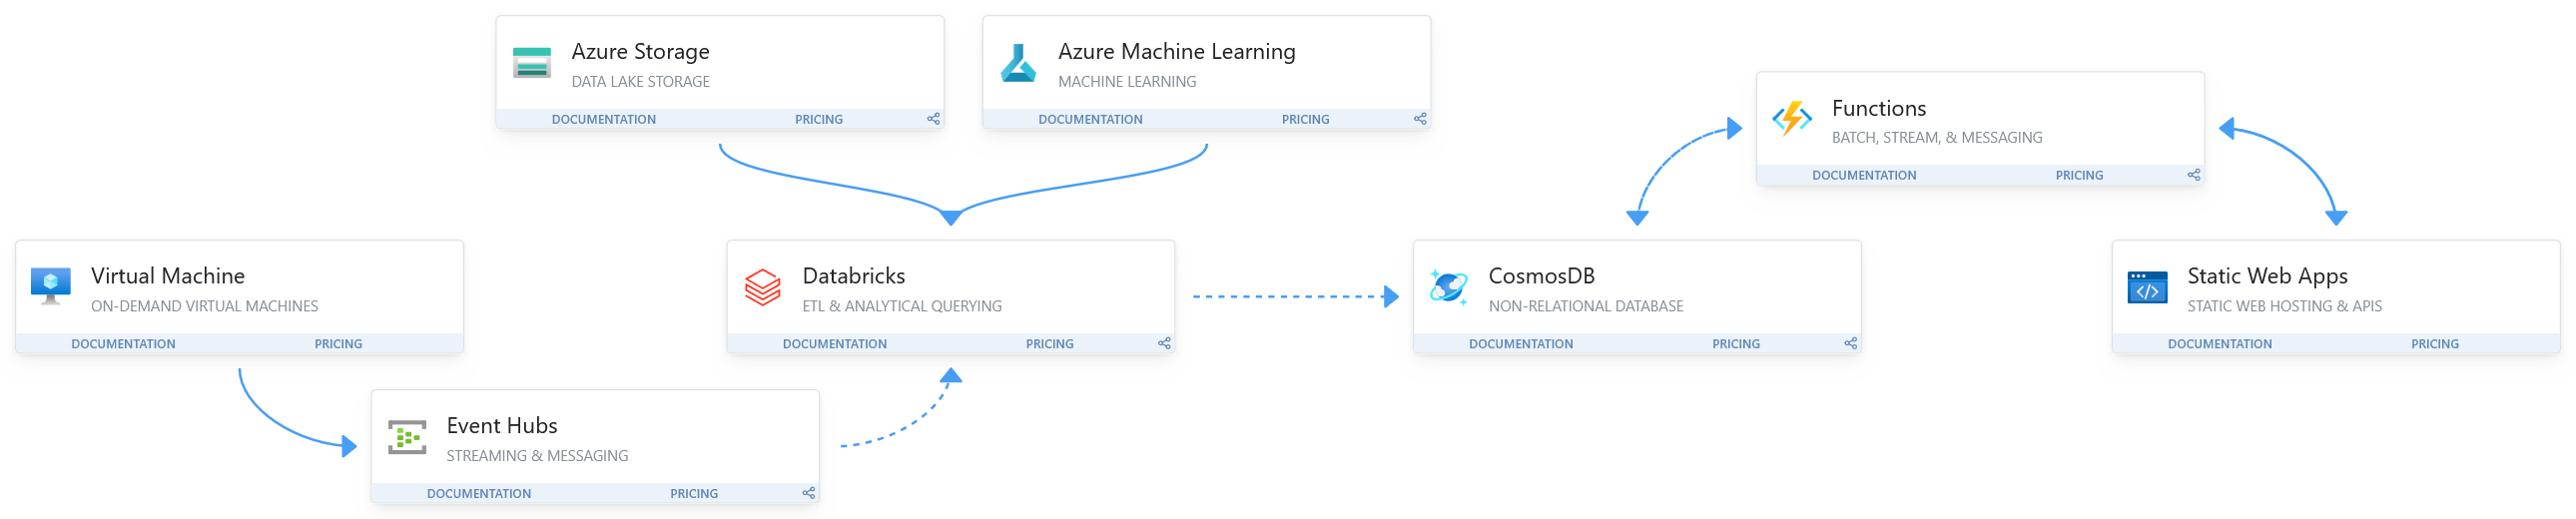 Azure Storage
DATA LAKE STORAGE
DOCUMENTATION PRICING
Azure Machine Learning
MACHINE LEARNING
DOCUMENTATION PRICING
Functions
BATCH, STREAM, & MESSAGING
DOCUMENTATION PRICING
Virtual Machine
ON-DEMAND VIRTUAL MACHINES
DOCUMENTATION PRICING
Databricks
ETL & ANALYTICAL QUERYING
DOCUMENTATION PRICING
CosmosDB
NON-RELATIONAL DATABASE
DOCUMENTATION PRICING
Static Web Apps
STATIC WEB HOSTING & APIS
DOCUMENTATION PRICING
Event Hubs
STREAMING & MESSAGING
DOCUMENTATION PRICING